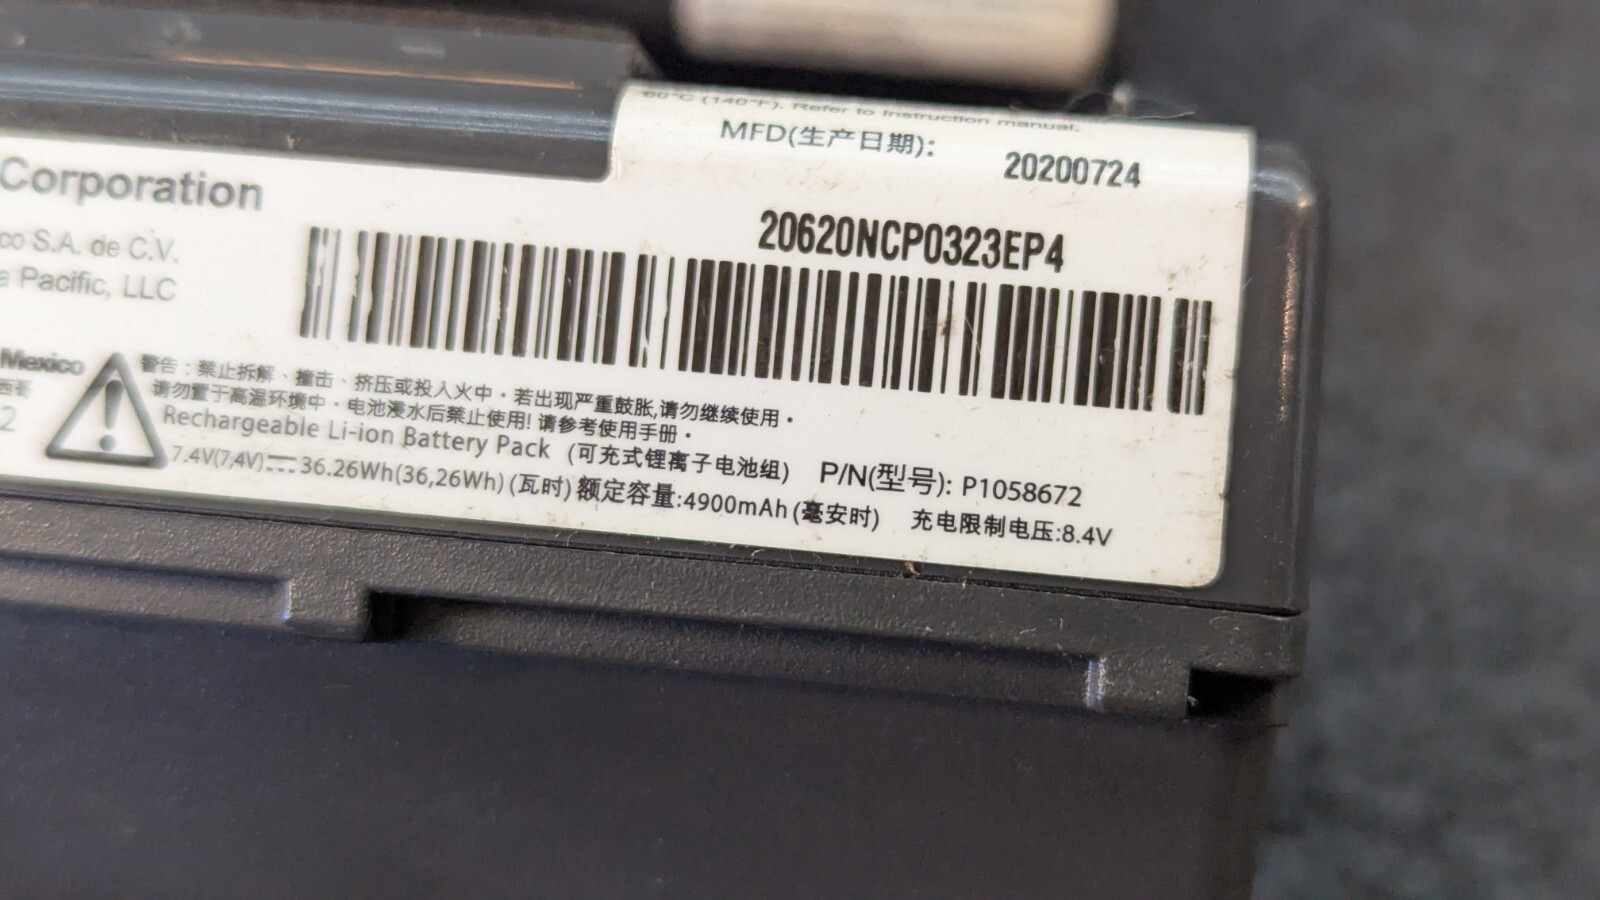 60°C (140°F). Refer to Instruction manual.
MFD(生产日期): 20200724
Corporation
20620NCP0323EP4
co S.A. de C.V.
Pacific, LLC
Mexico
警告：禁止拆解、撞击、挤压或投入火中。若出现严重鼓胀,请勿继续使用。
请勿置于高温环境中。电池浸水后禁止使用! 请参考使用手册。
2
Rechargeable Li-ion Battery Pack (可充式锂离子电池组) P/N(型号): P1058672
7.4V(7,4V)⎓36.26Wh(36,26Wh)(瓦时) 额定容量:4900mAh(毫安时) 充电限制电压:8.4V